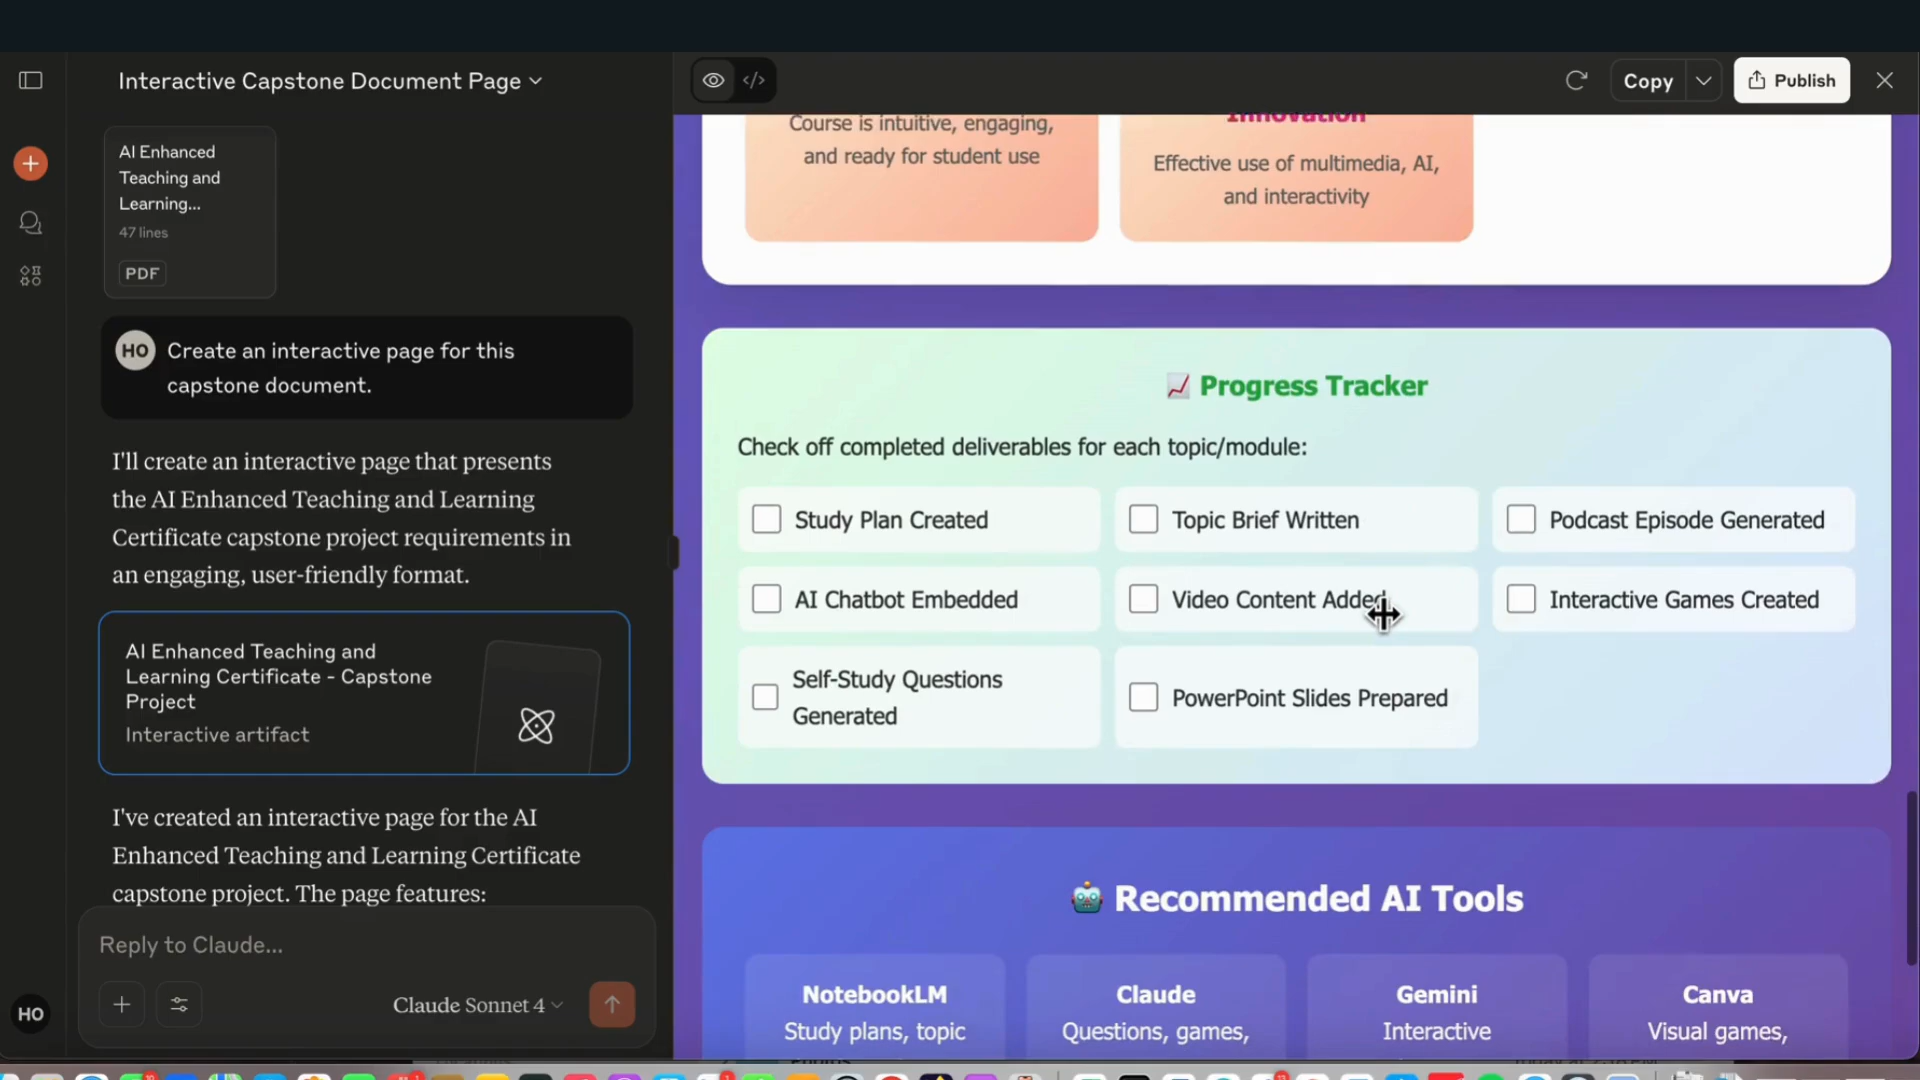 Interactive Capstone Document Page
Copy
Publish
AI Enhanced
Teaching and
Learning...
47 lines
PDF
HO
Create an interactive page for this
capstone document.
I'll create an interactive page that presents
the AI Enhanced Teaching and Learning
Certificate capstone project requirements in
an engaging, user-friendly format.
AI Enhanced Teaching and
Learning Certificate - Capstone
Project
Interactive artifact
I've created an interactive page for the AI
Enhanced Teaching and Learning Certificate
capstone project. The page features:
Reply to Claude...
Claude Sonnet 4
HO
Course is intuitive, engaging,
and ready for student use
Innovation
Effective use of multimedia, AI,
and interactivity
Progress Tracker
Check off completed deliverables for each topic/module:
Study Plan Created
Topic Brief Written
Podcast Episode Generated
AI Chatbot Embedded
Video Content Added
Interactive Games Created
Self-Study Questions
Generated
PowerPoint Slides Prepared
Recommended AI Tools
NotebookLM
Study plans, topic
Claude
Questions, games,
Gemini
Interactive
Canva
Visual games,